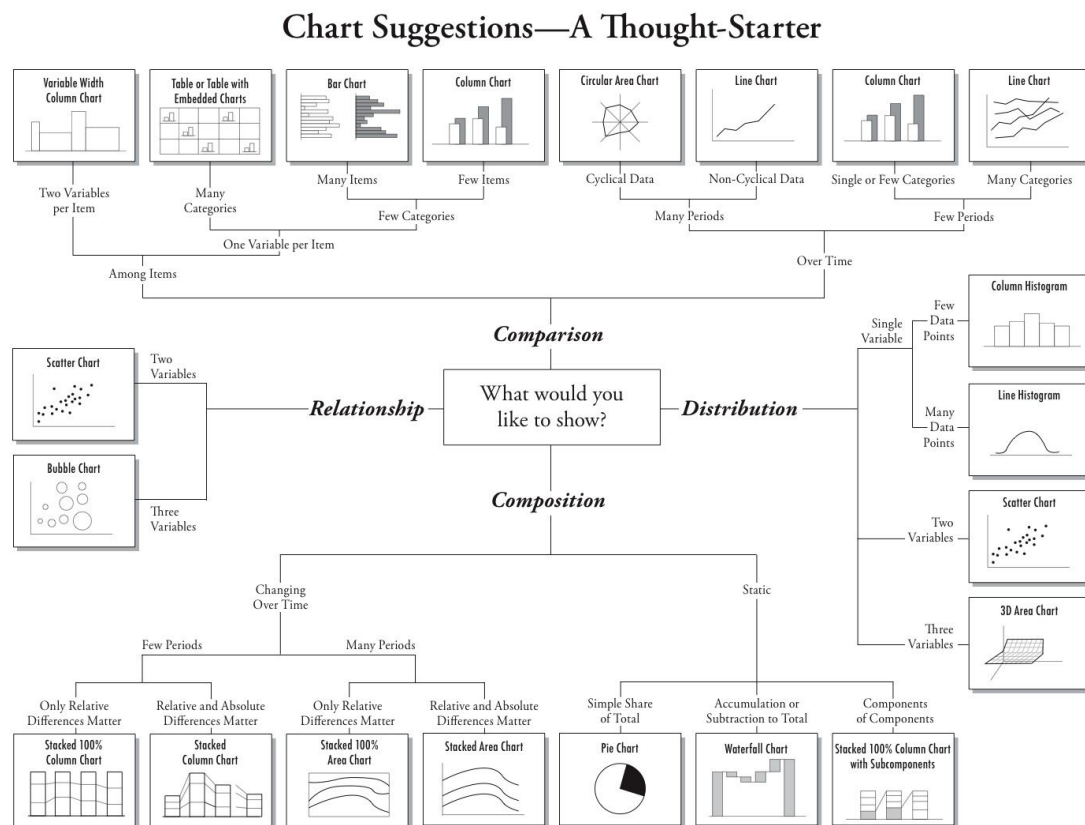 Chart Suggestions—A Thought-Starter
Variable Width
Column Chart
Table or Table with
Embedded Charts
Bar Chart
Column Chart
Circular Area Chart
Line Chart
Column Chart
Line Chart
Two Variables
per Item
Many
Categories
Many Items
Few Items
Cyclical Data
Non-Cyclical Data
Single or Few Categories
Many Categories
Few Categories
Many Periods
Few Periods
One Variable per Item
Among Items
Over Time
Comparison
What would you
like to show?
Relationship
Two
Variables
Scatter Chart
Three
Variables
Bubble Chart
Distribution
Single
Variable
Few
Data
Points
Column Histogram
Many
Data
Points
Line Histogram
Two
Variables
Scatter Chart
Three
Variables
3D Area Chart
Composition
Changing
Over Time
Static
Few Periods
Many Periods
Only Relative
Differences Matter
Relative and Absolute
Differences Matter
Only Relative
Differences Matter
Relative and Absolute
Differences Matter
Simple Share
of Total
Accumulation or
Subtraction to Total
Components
of Components
Stacked 100%
Column Chart
Stacked
Column Chart
Stacked 100%
Area Chart
Stacked Area Chart
Pie Chart
Waterfall Chart
Stacked 100% Column Chart
with Subcomponents